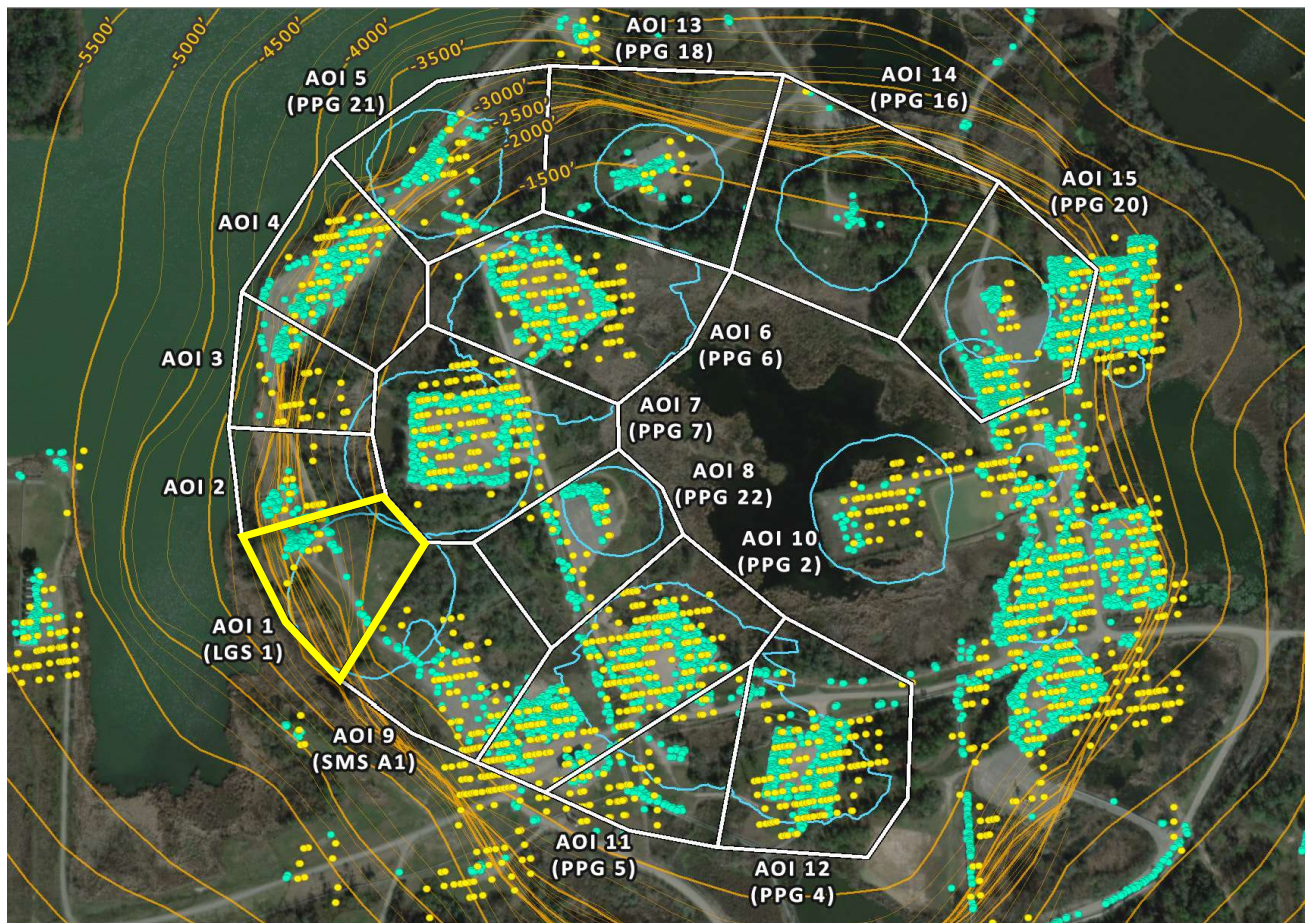 -5500'
-5000'
-4500'
-4000'
-3500'
-3000'
-2500'
-2000'
-1500'
AOI 13
(PPG 18)
AOI 5
(PPG 21)
AOI 14
(PPG 16)
AOI 15
(PPG 20)
AOI 4
AOI 3
AOI 6
(PPG 6)
AOI 7
(PPG 7)
AOI 2
AOI 8
(PPG 22)
AOI 10
(PPG 2)
AOI 1
(LGS 1)
AOI 9
(SMS A1)
AOI 11
(PPG 5)
AOI 12
(PPG 4)